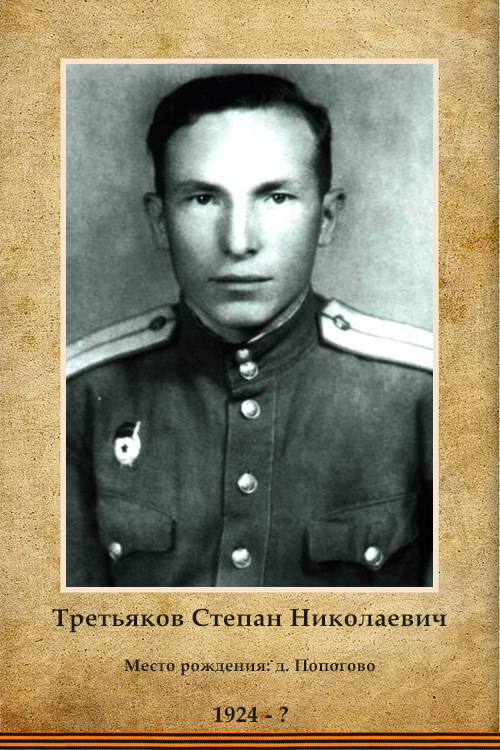 Третьяков Степан Николаевич
Место рождения: д. Попогово
1924 - ?